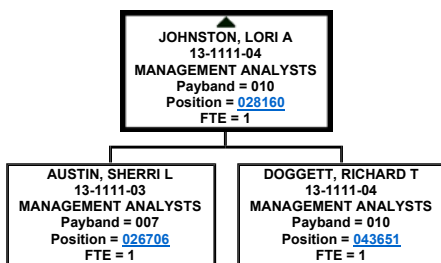 JOHNSTON, LORI A
13-1111-04
MANAGEMENT ANALYSTS
Payband = 010
Position = 028160
FTE = 1
AUSTIN, SHERRI L
13-1111-03
MANAGEMENT ANALYSTS
Payband = 007
Position = 026706
FTE = 1
DOGGETT, RICHARD T
13-1111-04
MANAGEMENT ANALYSTS
Payband = 010
Position = 043651
FTE = 1